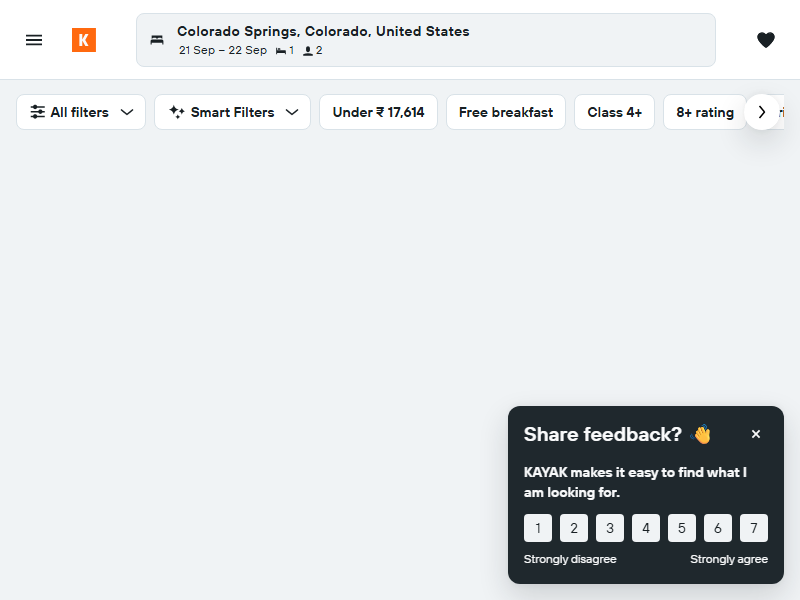 K
Colorado Springs, Colorado, United States
21 Sep – 22 Sep 1 2
All filters
Smart Filters
Under ₹ 17,614
Free breakfast
Class 4+
8+ rating
Share feedback? 👋
KAYAK makes it easy to find what I
am looking for.
1 2 3 4 5 6 7
Strongly disagree
Strongly agree